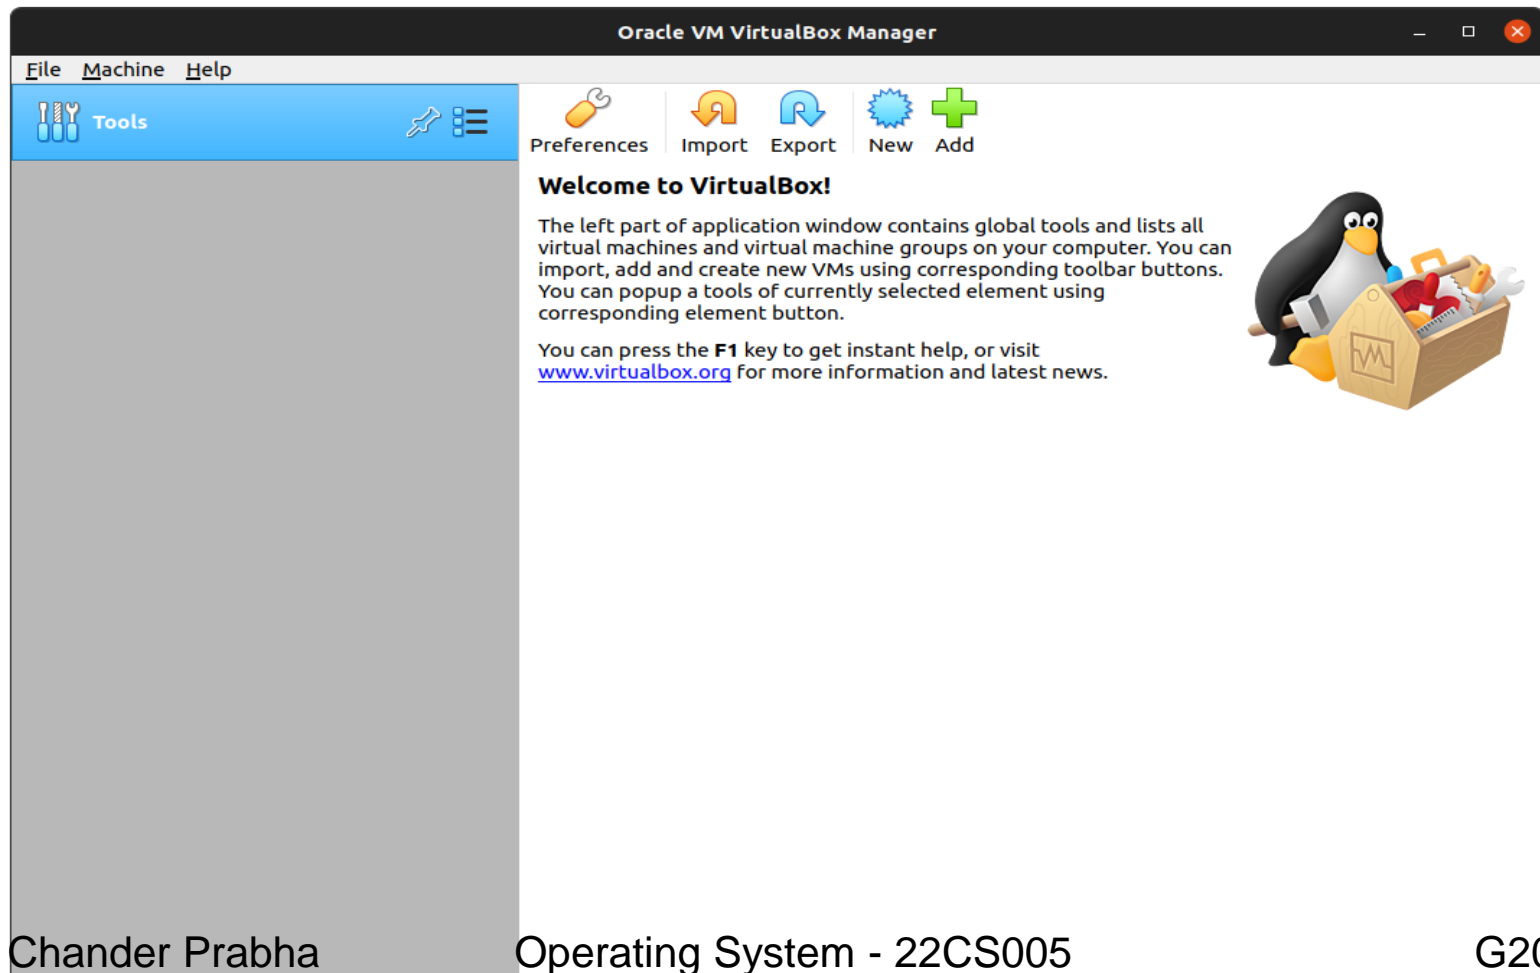 Oracle VM VirtualBox Manager
File Machine Help
Tools
Preferences Import Export New Add
Welcome to VirtualBox!
The left part of application window contains global tools and lists all
virtual machines and virtual machine groups on your computer. You can
import, add and create new VMs using corresponding toolbar buttons.
You can popup a tools of currently selected element using
corresponding element button.
You can press the F1 key to get instant help, or visit
www.virtualbox.org for more information and latest news.
Chander Prabha Operating System - 22CS005 G20